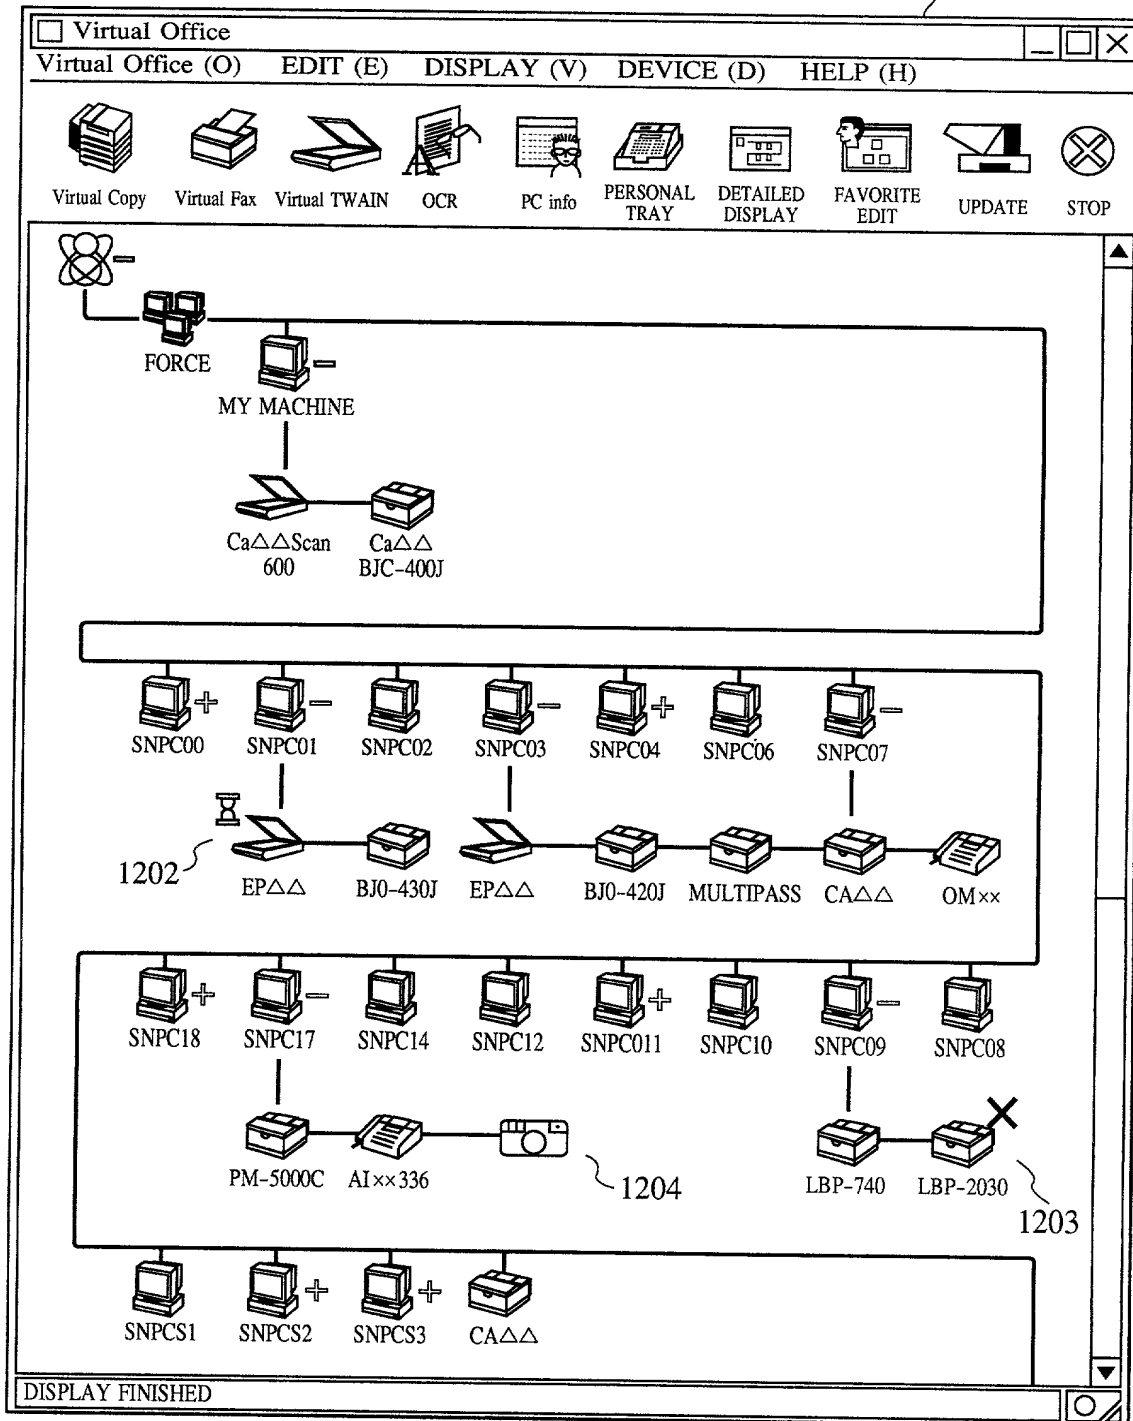 Virtual Office
Virtual Office (O) EDIT (E) DISPLAY (V) DEVICE (D) HELP (H)
Virtual Copy Virtual Fax Virtual TWAIN OCR PC info PERSONAL TRAY DETAILED DISPLAY FAVORITE EDIT UPDATE STOP
FORCE
MY MACHINE
Ca△△Scan 600 Ca△△ BJC-400J
SNPC00 SNPC01 SNPC02 SNPC03 SNPC04 SNPC06 SNPC07
1202
EP△△ BJ0-430J EP△△ BJ0-420J MULTIPASS CA△△ OM××
SNPC18 SNPC17 SNPC14 SNPC12 SNPC011 SNPC10 SNPC09 SNPC08
PM-5000C AI××336 1204 LBP-740 LBP-2030
1203
SNPCS1 SNPCS2 SNPCS3 CA△△
DISPLAY FINISHED